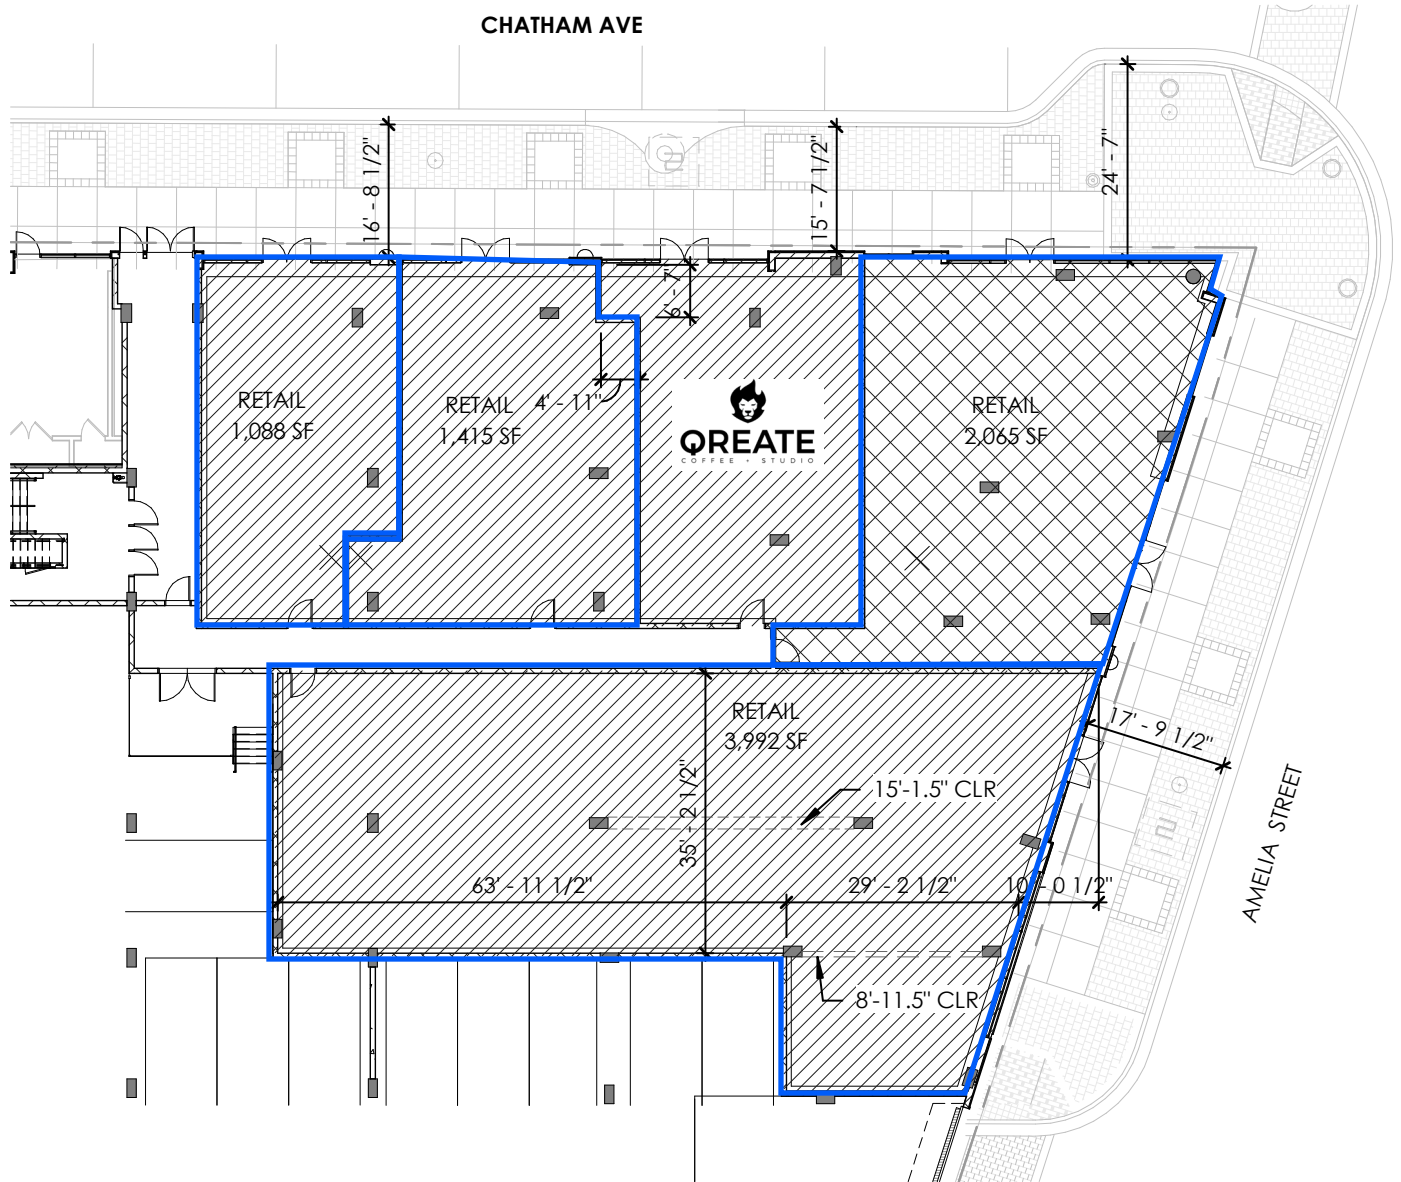 CHATHAM AVE
16' - 8 1/2"
15' - 7 1/2"
24' - 7"
6' - 7"
RETAIL
1,088 SF
RETAIL
1,415 SF
4' - 11"
QREATE
COFFEE + STUDIO
RETAIL
2,065 SF
RETAIL
3,992 SF
17' - 9 1/2"
15'-1.5" CLR
35' - 2 1/2"
63' - 11 1/2"
29' - 2 1/2"
10' - 0 1/2"
AMELIA STREET
8'-11.5" CLR